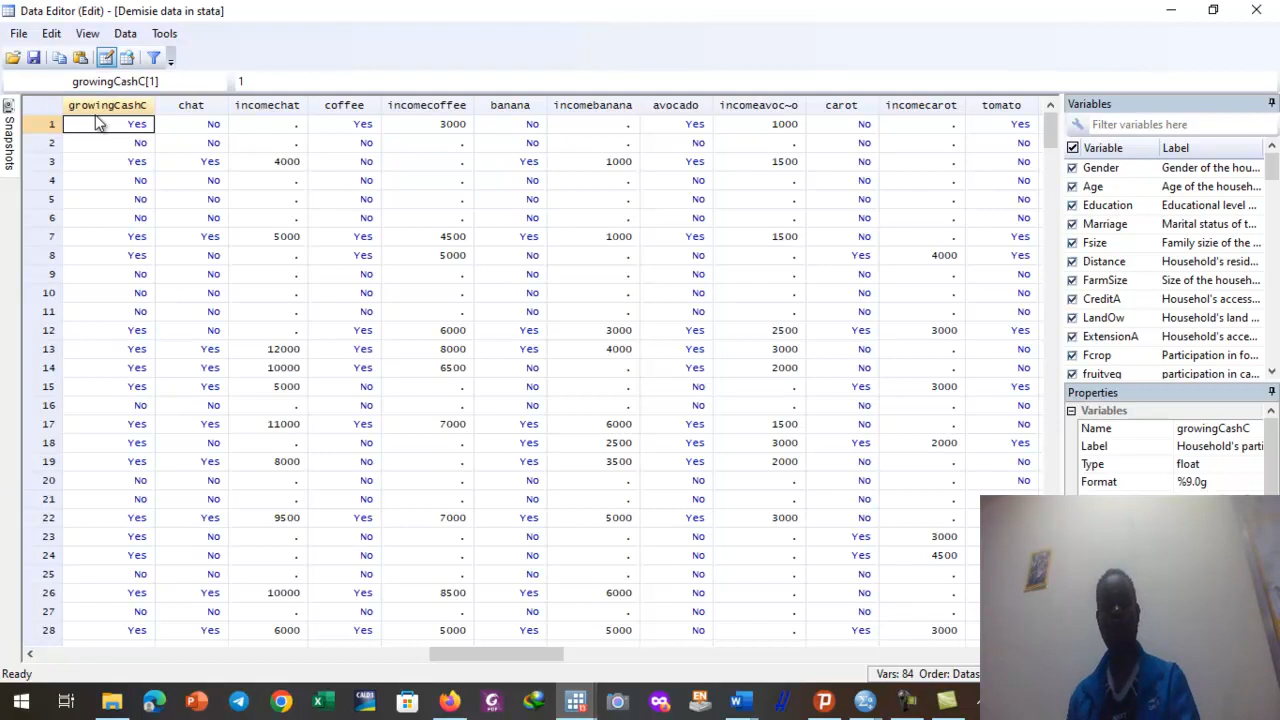 Data Editor (Edit) - [Demisie data in stata]
File Edit View Data Tools
growingCashC[1] 1
Snapshots
growingCashC chat incomechat coffee incomecoffee banana incomebanana avocado incomeavoc~o carot incomecarot tomato
1 Yes No . Yes 3000 No . Yes 1000 No . Yes
2 No No . No . No . No . No . No
3 Yes Yes 4000 No . Yes 1000 Yes 1500 No . No
4 No No . No . No . No . No . No
5 No No . No . No . No . No . No
6 No No . No . No . No . No . No
7 Yes Yes 5000 Yes 4500 Yes 1000 Yes 1500 No . Yes
8 Yes No . Yes 5000 No . No . Yes 4000 Yes
9 No No . No . No . No . No . No
10 No No . No . No . No . No . No
11 No No . No . No . No . No . No
12 Yes No . Yes 6000 Yes 3000 Yes 2500 Yes 3000 No
13 Yes Yes 12000 Yes 8000 Yes 4000 Yes 3000 No . No
14 Yes Yes 10000 Yes 6500 No . Yes 2000 No . No
15 Yes Yes 5000 No . No . No . Yes 3000 Yes
16 No No . No . No . No . No . No
17 Yes Yes 11000 Yes 7000 Yes 6000 Yes 1500 No . No
18 Yes No . No . Yes 2500 Yes 3000 Yes 2000 Yes
19 Yes Yes 8000 No . Yes 3500 Yes 2000 No . No
20 No No . No . No . No . No . No
21 No No . No . No . No . No . No
22 Yes Yes 9500 Yes 7000 Yes 5000 Yes 3000 No .
23 Yes No . No . No . No . Yes 3000
24 Yes No . No . No . No . Yes 4500
25 No No . No . No . No . No .
26 Yes Yes 10000 Yes 8500 Yes 6000 No . No .
27 No No . No . No . No . No .
28 Yes Yes 6000 Yes 5000 Yes 5000 No . Yes 3000
Variables
Filter variables here
Variable Label
Gender Gender of the hou...
Age Age of the househ...
Education Educational level ...
Marriage Marital status of t...
Fsize Family sizie of the ...
Distance Household's resid...
FarmSize Size of the househ...
CreditA Househol's access...
LandOw Household's land ...
ExtensionA Household's acce...
Fcrop Participation in fo...
fruitveg participation in ca...
Properties
Variables
Name growingCashC
Label Household's parti
Type float
Format %9.0g
Ready
Vars: 84 Order: Datas